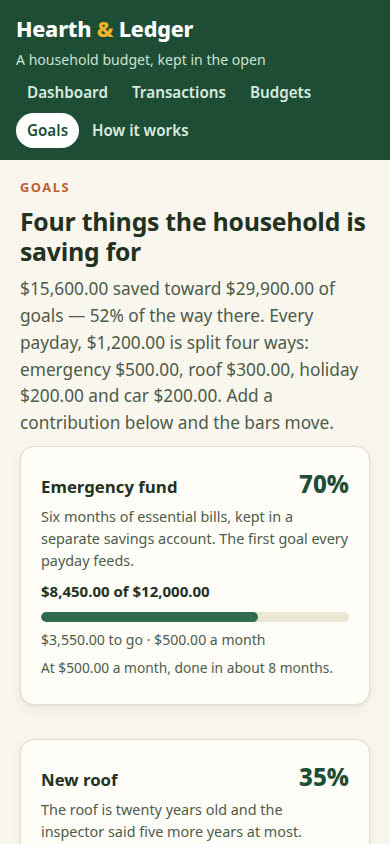 Hearth & Ledger
A household budget, kept in the open
Dashboard Transactions Budgets
Goals How it works
GOALS
Four things the household is
saving for
$15,600.00 saved toward $29,900.00 of
goals — 52% of the way there. Every
payday, $1,200.00 is split four ways:
emergency $500.00, roof $300.00, holiday
$200.00 and car $200.00. Add a
contribution below and the bars move.
Emergency fund 70%
Six months of essential bills, kept in a
separate savings account. The first goal every
payday feeds.
$8,450.00 of $12,000.00
$3,550.00 to go · $500.00 a month
At $500.00 a month, done in about 8 months.
New roof 35%
The roof is twenty years old and the
inspector said five more years at most.